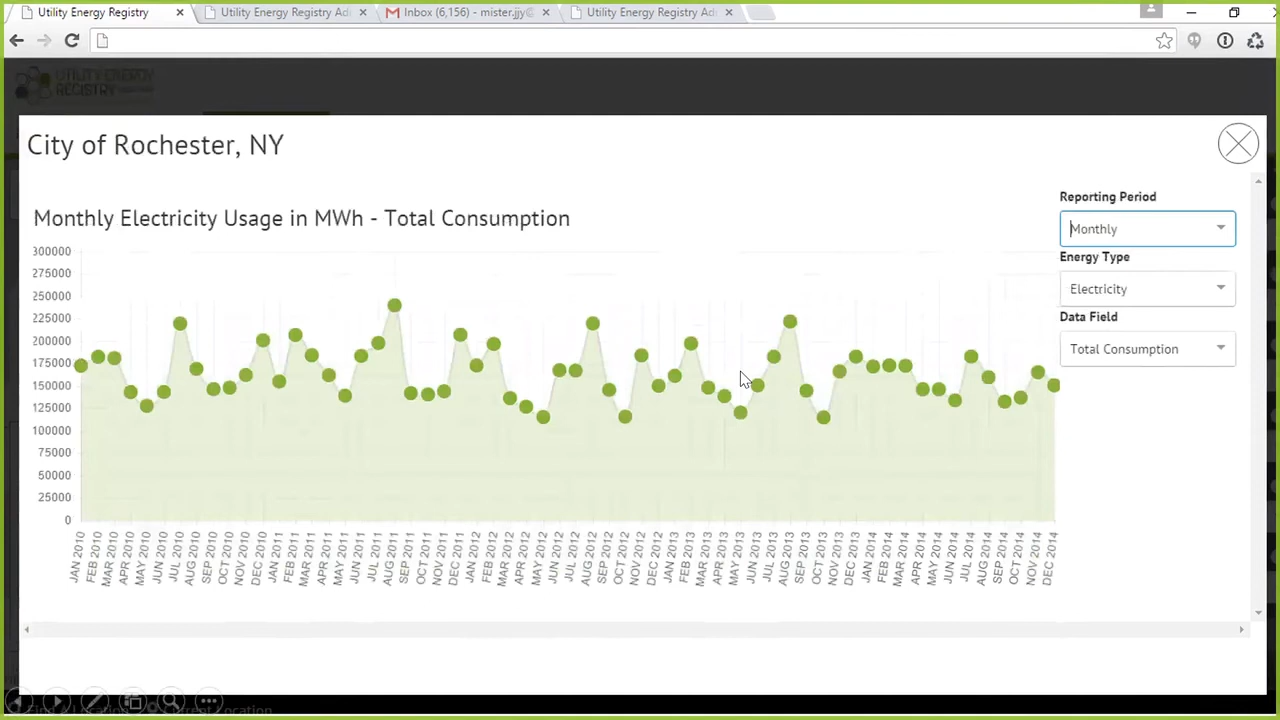 Utility Energy Registry
Utility Energy Registry Ad
Inbox (6,156) - mister.jjy@
Utility Energy Registry Ad
UTILITY ENERGY
REGISTRY
City of Rochester, NY
Reporting Period
Monthly
Energy Type
Electricity
Data Field
Total Consumption
Monthly Electricity Usage in MWh - Total Consumption
300000
275000
250000
225000
200000
175000
150000
125000
100000
75000
50000
25000
0
JAN 2010
FEB 2010
MAR 2010
APR 2010
MAY 2010
JUN 2010
JUL 2010
AUG 2010
SEP 2010
OCT 2010
NOV 2010
DEC 2010
JAN 2011
FEB 2011
MAR 2011
APR 2011
MAY 2011
JUN 2011
JUL 2011
AUG 2011
SEP 2011
OCT 2011
NOV 2011
DEC 2011
JAN 2012
FEB 2012
MAR 2012
APR 2012
MAY 2012
JUN 2012
JUL 2012
AUG 2012
SEP 2012
OCT 2012
NOV 2012
DEC 2012
JAN 2013
FEB 2013
MAR 2013
APR 2013
MAY 2013
JUN 2013
JUL 2013
AUG 2013
SEP 2013
OCT 2013
NOV 2013
DEC 2013
JAN 2014
FEB 2014
MAR 2014
APR 2014
MAY 2014
JUN 2014
JUL 2014
AUG 2014
SEP 2014
OCT 2014
NOV 2014
DEC 2014
Find A Location
Current Location